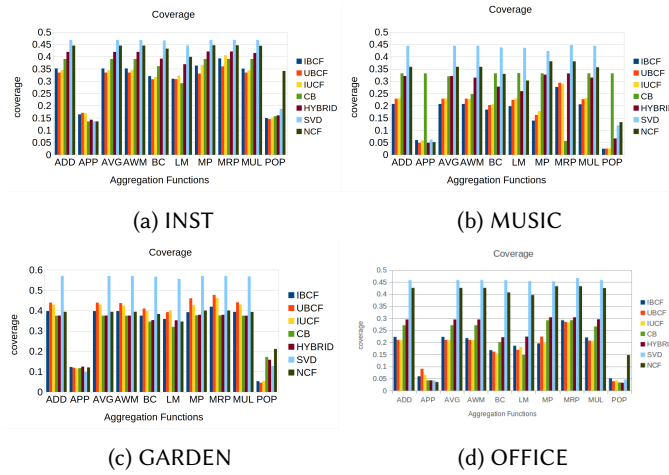 Coverage
0.5
0.45
0.4
0.35
0.3
0.25
0.2
0.15
0.1
0.05
0
coverage
ADD APP AVG AWM BC LM MP MRP MUL POP
Aggregation Functions
IBCF
UBCF
IUCF
CB
HYBRID
SVD
NCF
(a) INST
Coverage
0.5
0.45
0.4
0.35
0.3
0.25
0.2
0.15
0.1
0.05
0
coverage
ADD APP AVG AWM BC LM MP MRP MUL POP
Aggregation Functions
IBCF
UBCF
IUCF
CB
HYBRID
SVD
NCF
(b) MUSIC
Coverage
0.6
0.5
0.4
0.3
0.2
0.1
0
coverage
ADD APP AVG AWM BC LM MP MRP MUL POP
Aggregation Functions
IBCF
UBCF
IUCF
CB
HYBRID
SVD
NCF
(c) GARDEN
Coverage
0.5
0.45
0.4
0.35
0.3
0.25
0.2
0.15
0.1
0.05
0
coverage
ADD APP AVG AWM BC LM MP MRP MUL POP
Aggregation Functions
IBCF
UBCF
IUCF
CB
HYBRID
SVD
NCF
(d) OFFICE